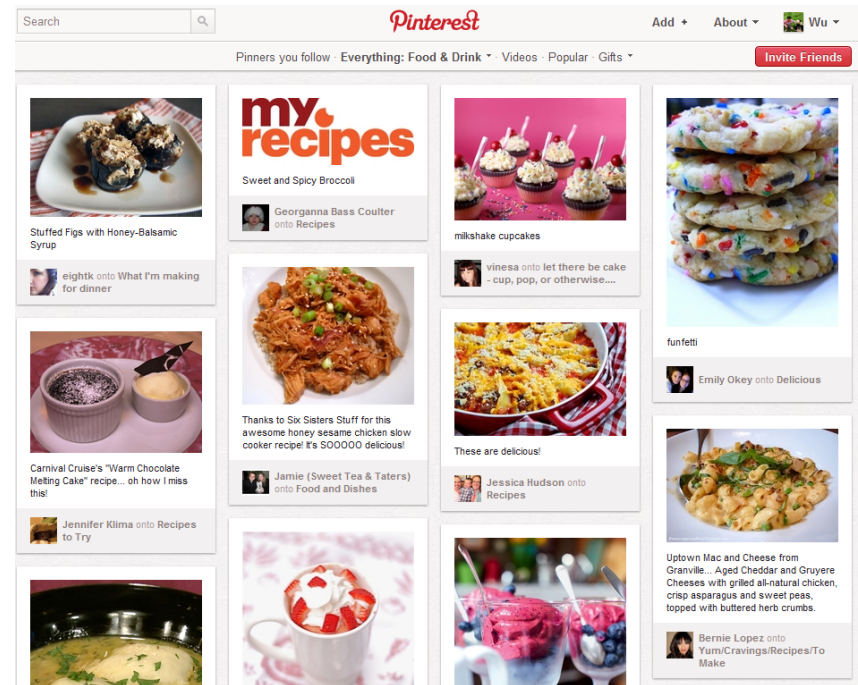 Search
Pinterest
Add +
About
Wu
Pinners you follow · Everything: Food & Drink · Videos · Popular · Gifts
Invite Friends
Stuffed Figs with Honey-Balsamic
Syrup
eightk onto What I'm making
for dinner
Carnival Cruise's "Warm Chocolate
Melting Cake" recipe... oh how I miss
this!
Jennifer Klima onto Recipes
to Try
my
recipes
Sweet and Spicy Broccoli
Georganna Bass Coulter
onto Recipes
Thanks to Six Sisters Stuff for this
awesome honey sesame chicken slow
cooker recipe! It's SOOOOO delicious!
Jamie (Sweet Tea & Taters)
onto Food and Dishes
milkshake cupcakes
vinesa onto let there be cake
- cup, pop, or otherwise....
These are delicious!
Jessica Hudson onto
Recipes
funfetti
Emily Okey onto Delicious
Uptown Mac and Cheese from
Granville... Aged Cheddar and Gruyere
Cheeses with grilled all-natural chicken,
crisp asparagus and sweet peas,
topped with buttered herb crumbs.
Bernie Lopez onto
Yum/Cravings/Recipes/To
Make